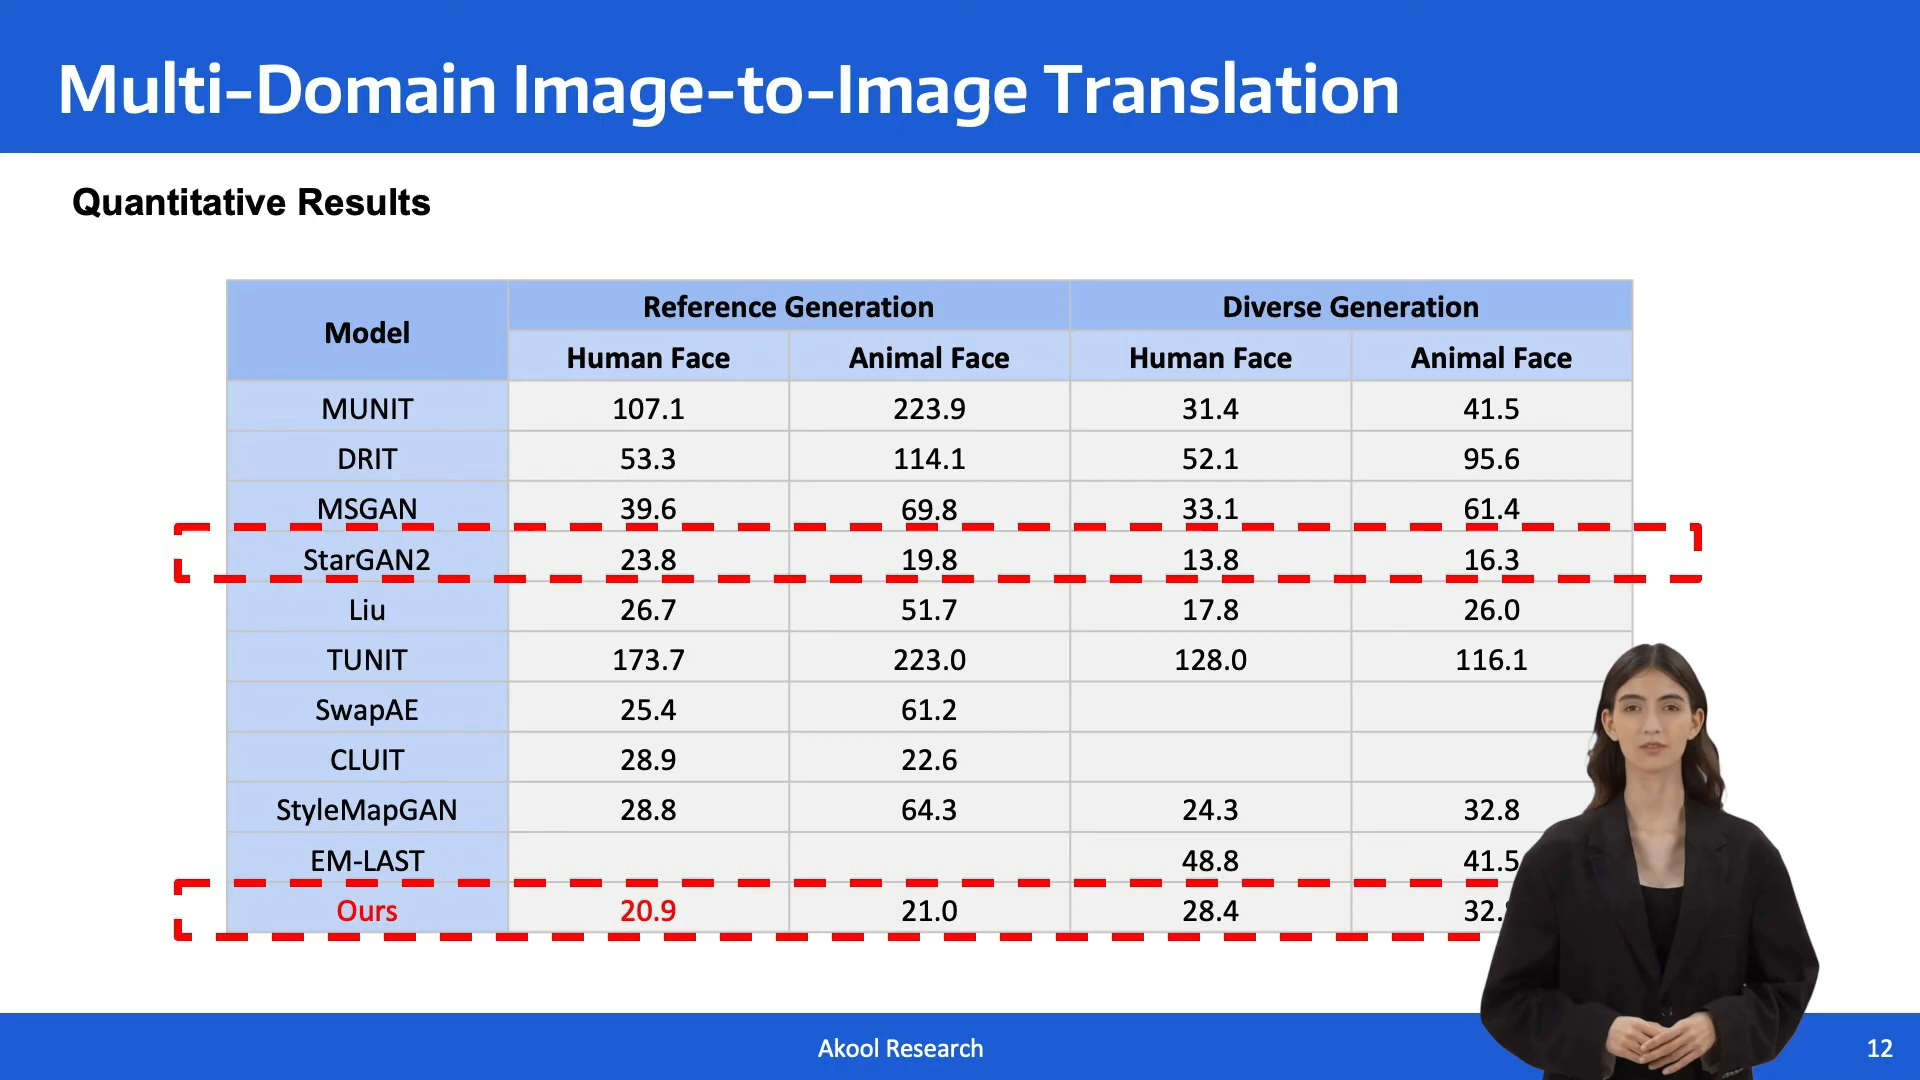 Multi-Domain Image-to-Image Translation
Quantitative Results
Model Reference Generation Diverse Generation
Human Face Animal Face Human Face Animal Face
MUNIT 107.1 223.9 31.4 41.5
DRIT 53.3 114.1 52.1 95.6
MSGAN 39.6 69.8 33.1 61.4
StarGAN2 23.8 19.8 13.8 16.3
Liu 26.7 51.7 17.8 26.0
TUNIT 173.7 223.0 128.0 116.1
SwapAE 25.4 61.2
CLUIT 28.9 22.6
StyleMapGAN 28.8 64.3 24.3 32.8
EM-LAST 48.8 41.5
Ours 20.9 21.0 28.4
Akool Research
12